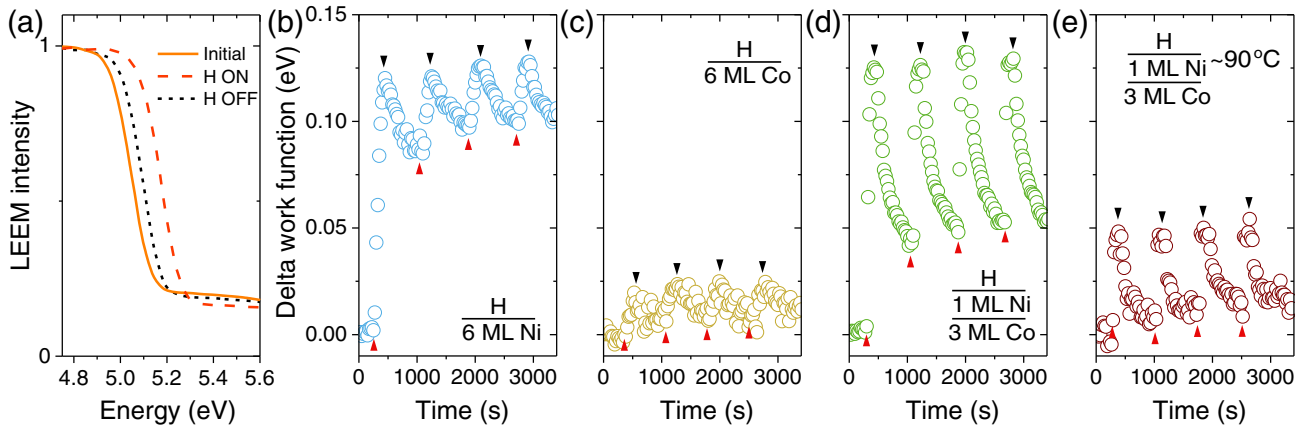 (a)
LEEM intensity
1
0
Initial
H ON
H OFF
4.8 5.0 5.2 5.4 5.6
Energy (eV)
(b)
Delta work function (eV)
0.15
0.10
0.05
0.00
H
6 ML Ni
0 1000 2000 3000
Time (s)
(c)
H
6 ML Co
0 1000 2000 3000
Time (s)
(d)
H
1 ML Ni
3 ML Co
0 1000 2000 3000
Time (s)
(e)
H
1 ML Ni ~90°C
3 ML Co
0 1000 2000 3000
Time (s)